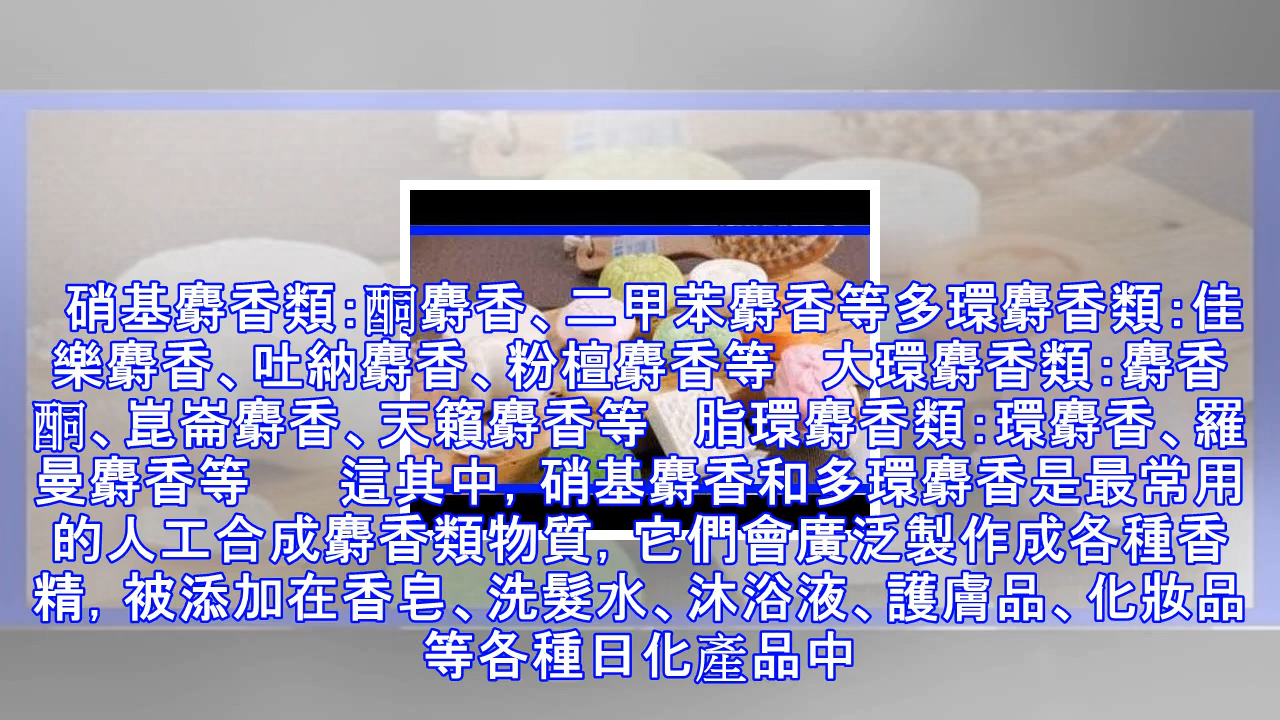 硝基麝香類:酮麝香、二甲苯麝香等多環麝香類:佳
樂麝香、吐納麝香、粉檀麝香等 大環麝香類:麝香
酮、崑崙麝香、天籟麝香等 脂環麝香類:環麝香、羅
曼麝香等 這其中, 硝基麝香和多環麝香是最常用
的人工合成麝香類物質, 它們會廣泛製作成各種香
精, 被添加在香皂、洗髮水、沐浴液、護膚品、化妝品
等各種日化產品中